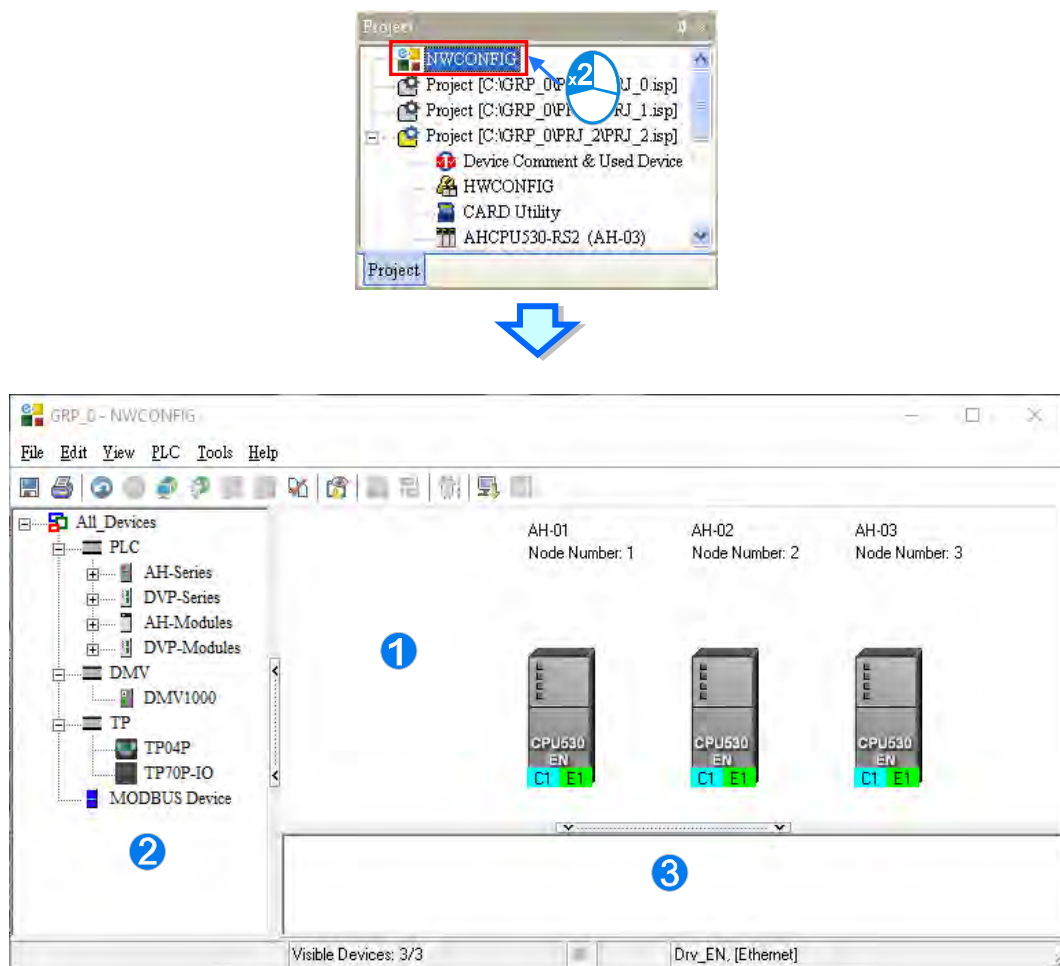 Project
NWCONFIG
x2
Project [C:\GRP_0\PRJ_0.isp]
Project [C:\GRP_0\PRJ_1.isp]
Project [C:\GRP_0\PRJ_2\PRJ_2.isp]
Device Comment & Used Device
HWCONFIG
CARD Utility
AHCPU530-RS2 (AH-03)
Project
GRP_0 - NWCONFIG
File Edit View PLC Tools Help
All_Devices
PLC
AH-Series
DVP-Series
AH-Modules
DVP-Modules
DMV
DMV1000
TP
TP04P
TP70P-IO
MODBUS Device
2
AH-01 AH-02 AH-03
Node Number: 1 Node Number: 2 Node Number: 3
1
CPU530 CPU530 CPU530
EN EN EN
C1 E1 C1 E1 C1 E1
3
Visible Devices: 3/3 Drv_EN, [Ethernet]